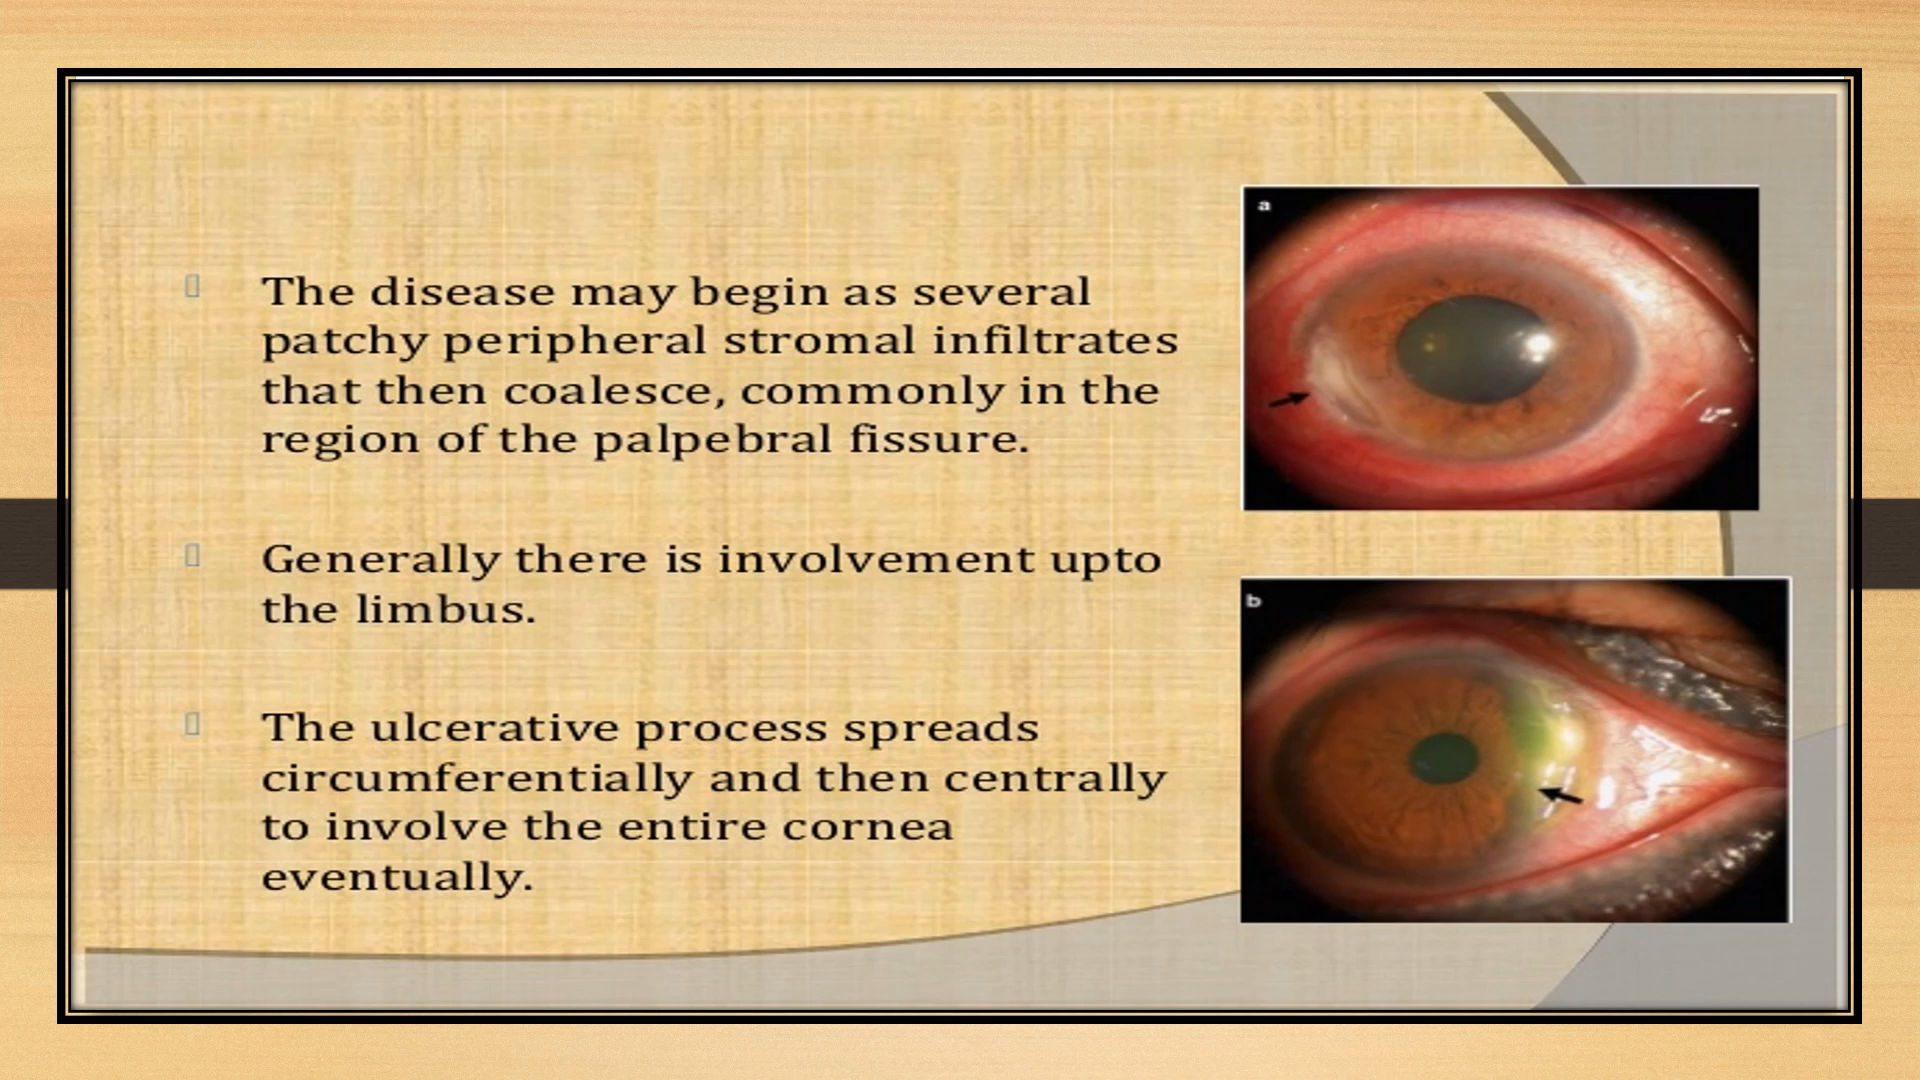 The disease may begin as several
patchy peripheral stromal infiltrates
that then coalesce, commonly in the
region of the palpebral fissure.
Generally there is involvement upto
the limbus.
The ulcerative process spreads
circumferentially and then centrally
to involve the entire cornea
eventually.
a
b